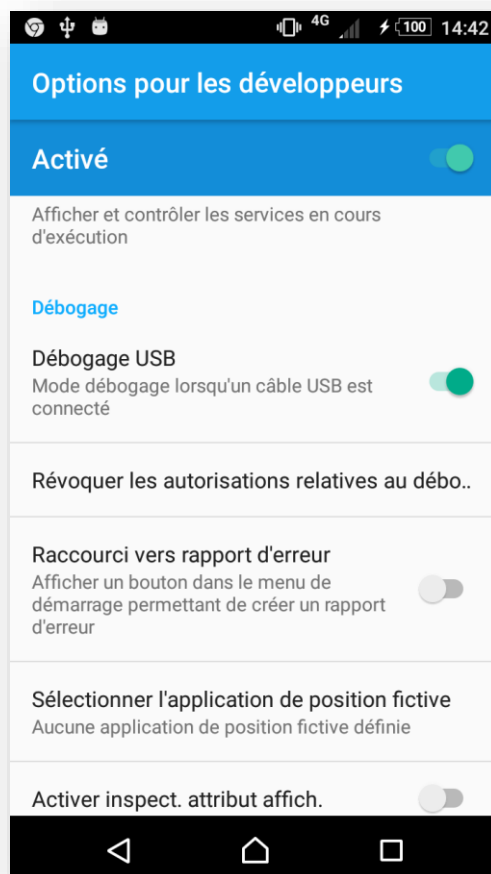 4G 100 14:42
Options pour les développeurs
Activé
Afficher et contrôler les services en cours
d'exécution
Débogage
Débogage USB
Mode débogage lorsqu'un câble USB est
connecté
Révoquer les autorisations relatives au débo..
Raccourci vers rapport d'erreur
Afficher un bouton dans le menu de
démarrage permettant de créer un rapport
d'erreur
Sélectionner l'application de position fictive
Aucune application de position fictive définie
Activer inspect. attribut affich.